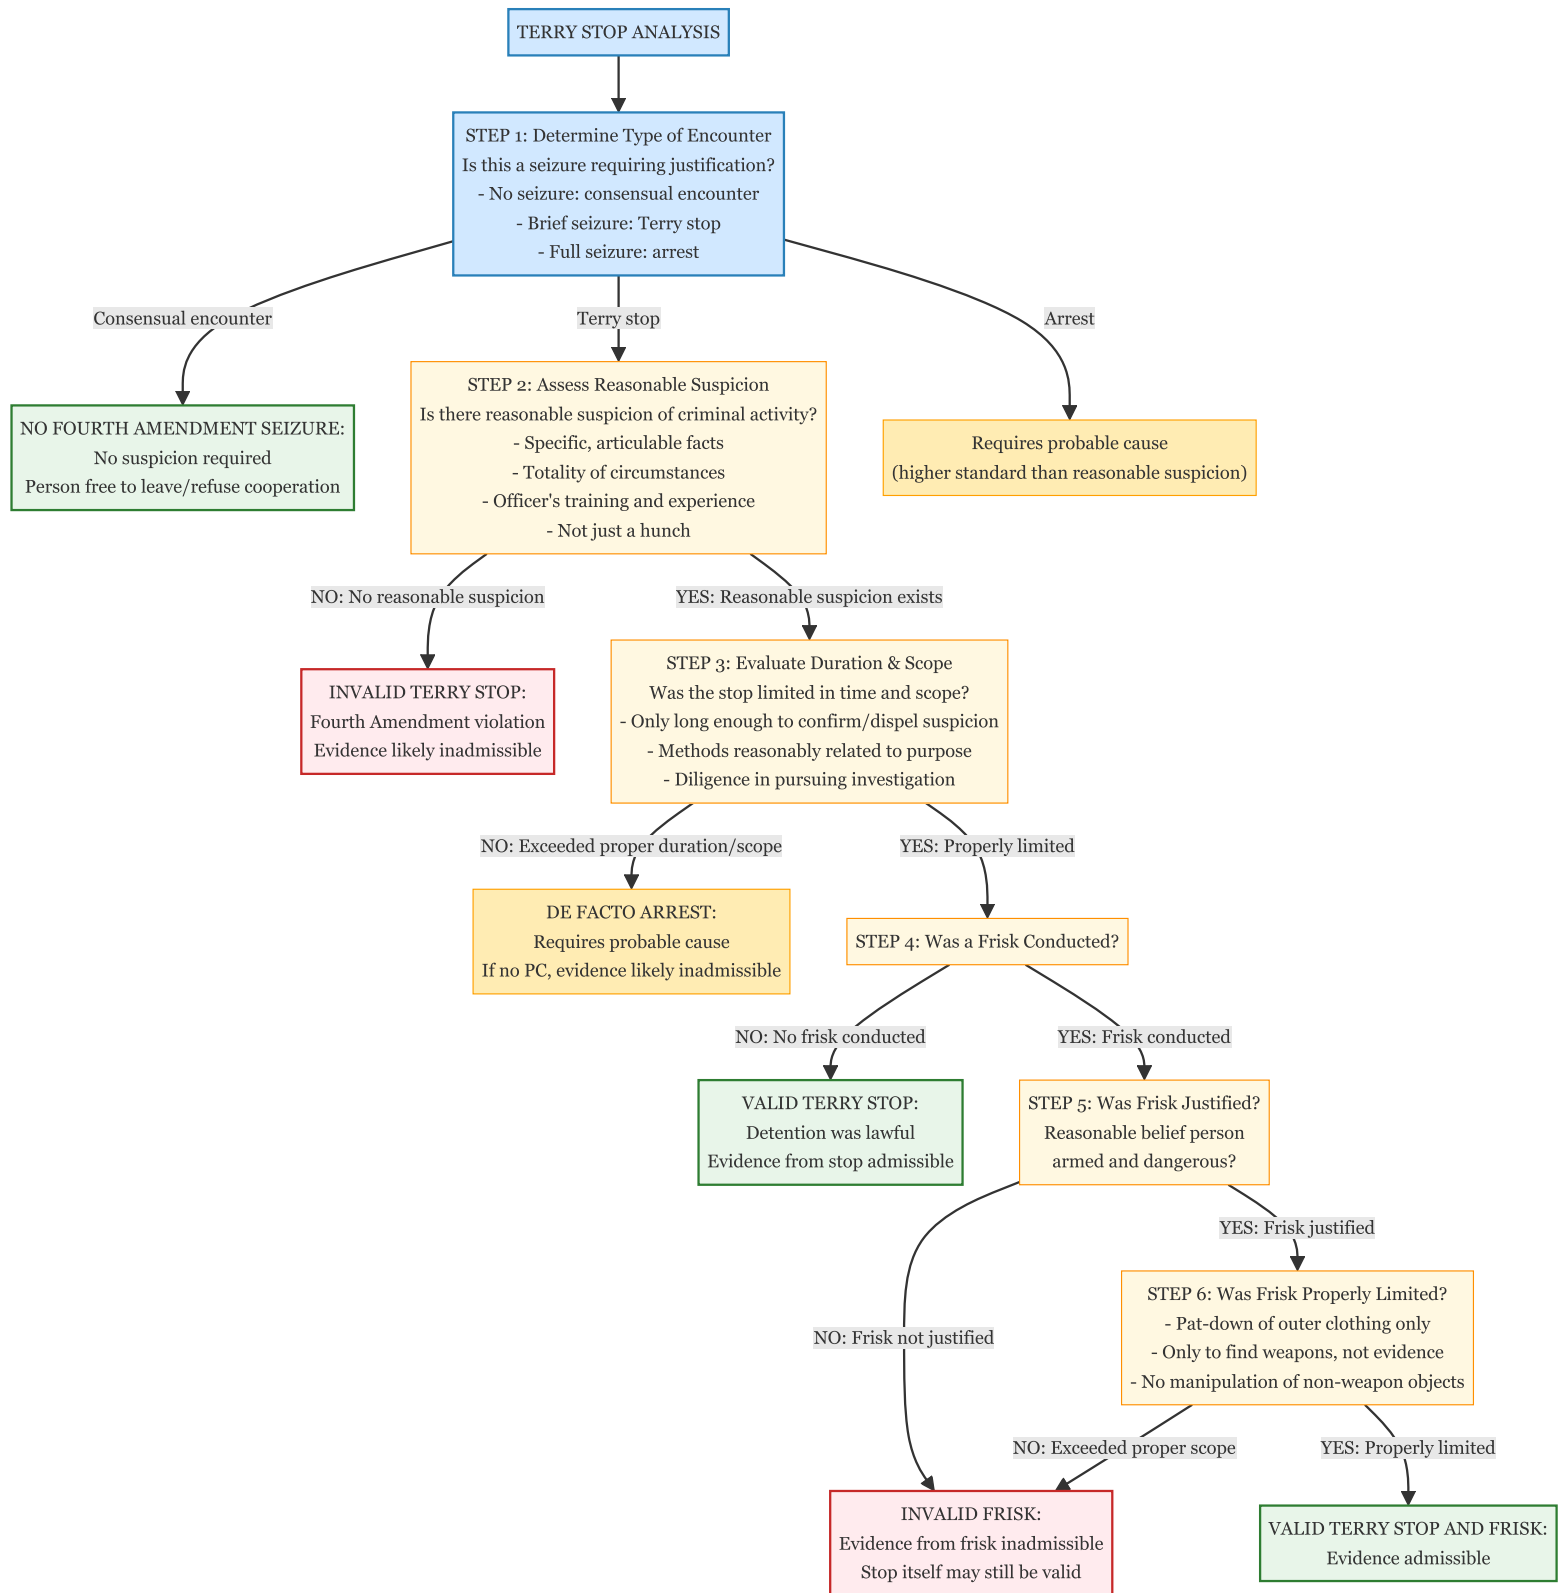 TERRY STOP ANALYSIS
STEP 1: Determine Type of Encounter
Is this a seizure requiring justification?
- No seizure: consensual encounter
- Brief seizure: Terry stop
- Full seizure: arrest
Consensual encounter
Terry stop
Arrest
NO FOURTH AMENDMENT SEIZURE:
No suspicion required
Person free to leave/refuse cooperation
STEP 2: Assess Reasonable Suspicion
Is there reasonable suspicion of criminal activity?
- Specific, articulable facts
- Totality of circumstances
- Officer's training and experience
- Not just a hunch
Requires probable cause
(higher standard than reasonable suspicion)
NO: No reasonable suspicion
YES: Reasonable suspicion exists
INVALID TERRY STOP:
Fourth Amendment violation
Evidence likely inadmissible
STEP 3: Evaluate Duration & Scope
Was the stop limited in time and scope?
- Only long enough to confirm/dispel suspicion
- Methods reasonably related to purpose
- Diligence in pursuing investigation
NO: Exceeded proper duration/scope
YES: Properly limited
DE FACTO ARREST:
Requires probable cause
If no PC, evidence likely inadmissible
STEP 4: Was a Frisk Conducted?
NO: No frisk conducted
YES: Frisk conducted
VALID TERRY STOP:
Detention was lawful
Evidence from stop admissible
STEP 5: Was Frisk Justified?
Reasonable belief person
armed and dangerous?
YES: Frisk justified
NO: Frisk not justified
STEP 6: Was Frisk Properly Limited?
- Pat-down of outer clothing only
- Only to find weapons, not evidence
- No manipulation of non-weapon objects
NO: Exceeded proper scope
YES: Properly limited
INVALID FRISK:
Evidence from frisk inadmissible
Stop itself may still be valid
VALID TERRY STOP AND FRISK:
Evidence admissible